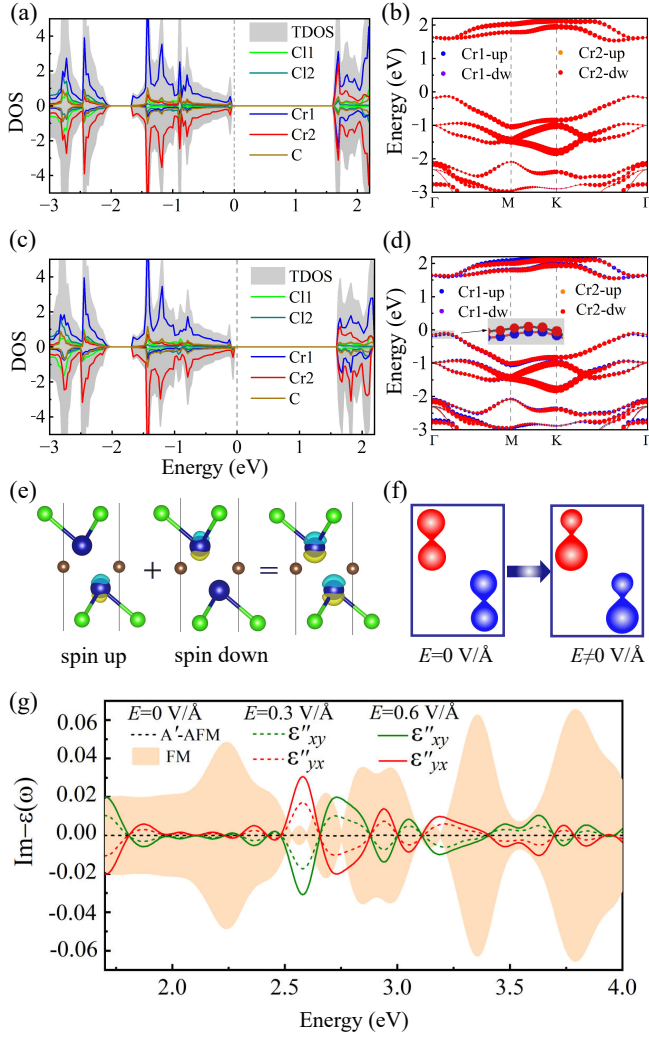 (a)
DOS
4
2
0
-2
-4
TDOS
Cl1
Cl2
Cr1
Cr2
C
−3 −2 −1 0 1 2
(b)
Energy (eV)
2
1
0
-1
-2
-3
Cr1-up Cr2-up
Cr1-dw Cr2-dw
Γ M K Γ
(c)
DOS
4
2
0
-2
-4
TDOS
Cl1
Cl2
Cr1
Cr2
C
−3 −2 −1 0 1 2
Energy (eV)
(d)
Energy (eV)
2
1
0
-1
-2
-3
Cr1-up Cr2-up
Cr1-dw Cr2-dw
Γ M K Γ
(e)
+ =
spin up spin down
(f)
E=0 V/Å E≠0 V/Å
(g)
Im−ε(ω)
0.06
0.04
0.02
0.00
-0.02
-0.04
-0.06
E=0 V/Å E=0.3 V/Å E=0.6 V/Å
A′-AFM ε″xy ε″xy
FM ε″yx ε″yx
2.0 2.5 3.0 3.5 4.0
Energy (eV)